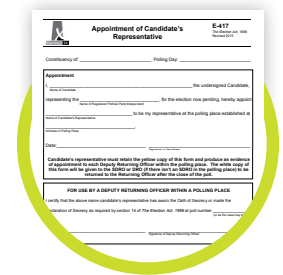 Appointment of Candidate's
Representative
E-417
The Election Act, 1996
Revised 2015
Constituency of: Polling Day:
Appointment
I, the undersigned Candidate,
Name of Candidate
representing the , for the election now pending, hereby appoint
Name of Registered Political Party/Independent
to be my representative at the polling place established at
Name of Candidate's Representative
Address of Polling Place
Date:
Signature of Candidate
Candidate's representative must retain the yellow copy of this form and produce as evidence
of appointment to each Deputy Returning Officer within the polling place. The white copy of
this form will be given to the SDRO or DRO (if there isn't an SDRO in the polling place) to be
returned to the Returning Officer after the close of the poll.
FOR USE BY A DEPUTY RETURNING OFFICER WITHIN A POLLING PLACE
I certify that the above name candidate's representative has sworn the Oath of Secrecy or made the
Declaration of Secrecy as required by section 14 of The Election Act, 1996 at poll number
Signature of Deputy Returning Officer